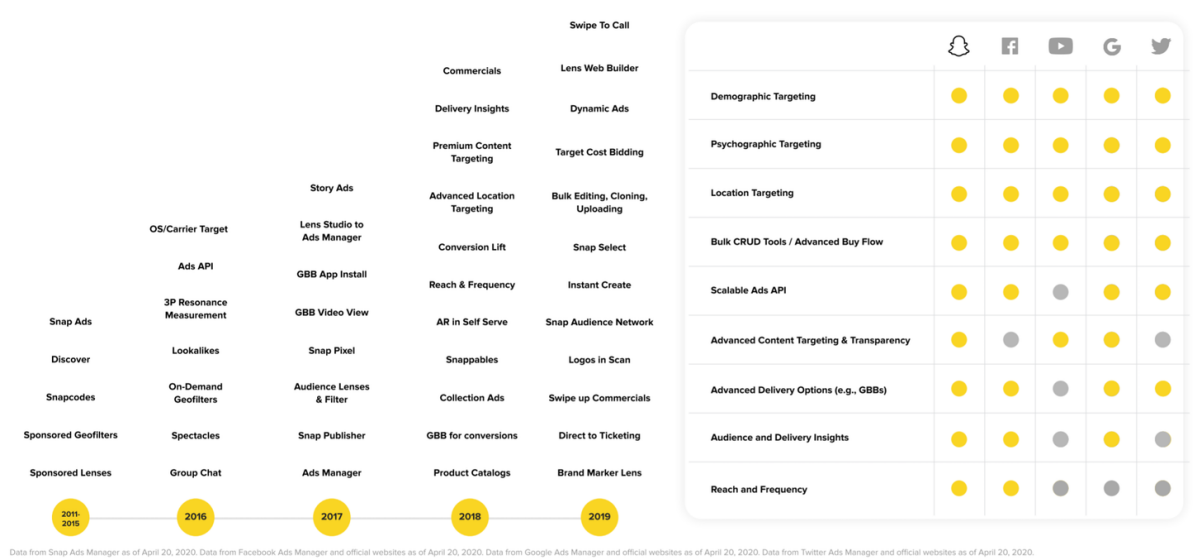 Snap Ads
Discover
Snapcodes
Sponsored Geofilters
Sponsored Lenses
2011-
2015
OS/Carrier Target
Ads API
3P Resonance
Measurement
Lookalikes
On-Demand
Geofilters
Spectacles
Group Chat
2016
Story Ads
Lens Studio to
Ads Manager
GBB App Install
GBB Video View
Snap Pixel
Audience Lenses
& Filter
Snap Publisher
Ads Manager
2017
Commercials
Delivery Insights
Premium Content
Targeting
Advanced Location
Targeting
Conversion Lift
Reach & Frequency
AR in Self Serve
Snappables
Collection Ads
GBB for conversions
Product Catalogs
2018
Swipe To Call
Lens Web Builder
Dynamic Ads
Target Cost Bidding
Bulk Editing, Cloning,
Uploading
Snap Select
Instant Create
Snap Audience Network
Logos in Scan
Swipe up Commercials
Direct to Ticketing
Brand Marker Lens
2019
Demographic Targeting
Psychographic Targeting
Location Targeting
Bulk CRUD Tools / Advanced Buy Flow
Scalable Ads API
Advanced Content Targeting & Transparency
Advanced Delivery Options (e.g., GBBs)
Audience and Delivery Insights
Reach and Frequency
Data from Snap Ads Manager as of April 20, 2020. Data from Facebook Ads Manager and official websites as of April 20, 2020. Data from Google Ads Manager and official websites as of April 20, 2020. Data from Twitter Ads Manager and official websites as of April 20, 2020.